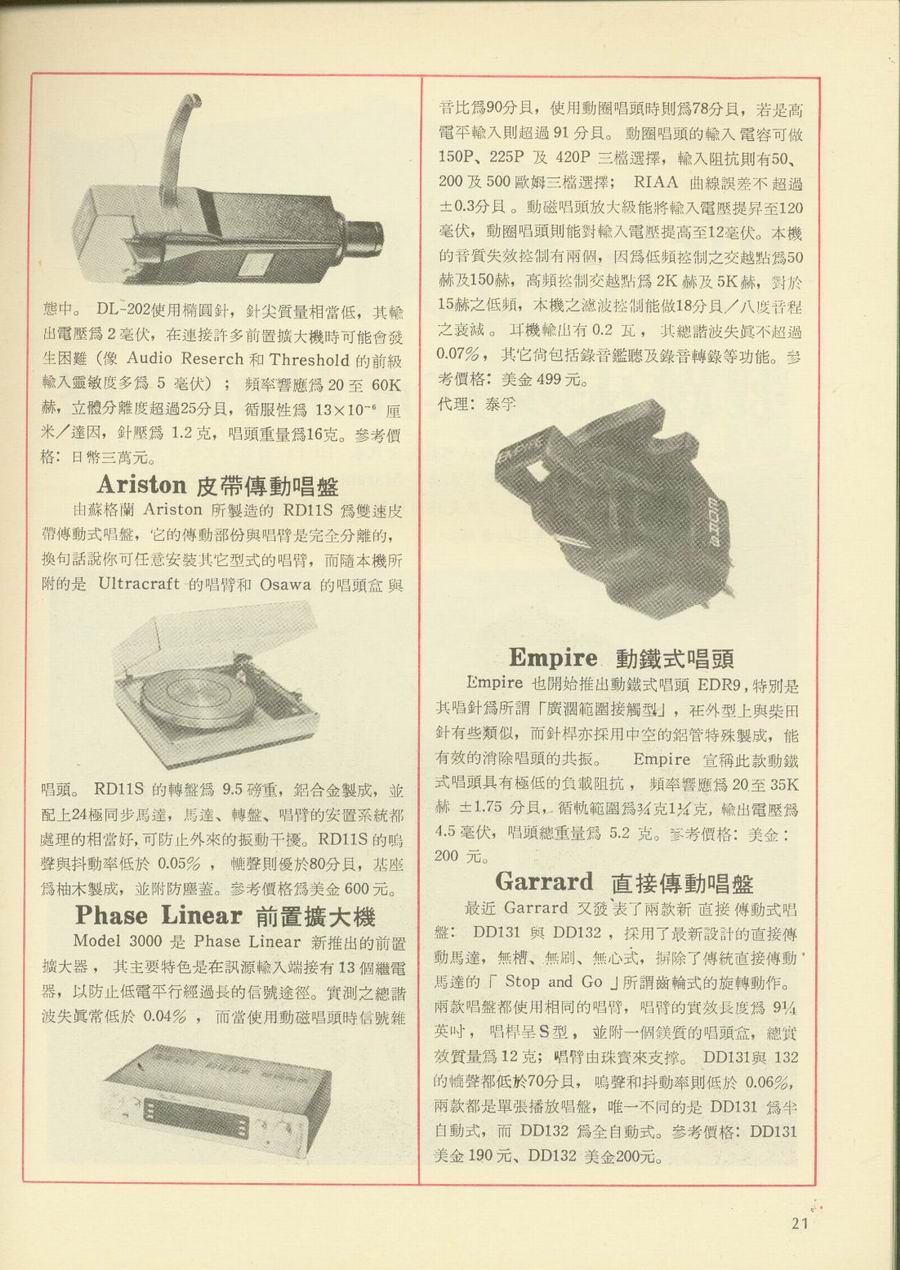 態中。 DL-202使用橢圓針，針尖質量相當低，其輸
出電壓爲 2 毫伏，在連接許多前置擴大機時可能會發
生困難（像 Audio Reserch 和 Threshold 的前級
輸入靈敏度多爲 5 毫伏）； 頻率響應爲 20 至 60K
赫，立體分離度超過25分貝，循服性爲 13×10⁻⁶ 厘
米／達因，針壓爲 1.2 克，唱頭重量爲16克。參考價
格：日幣三萬元。
Ariston 皮帶傳動唱盤
由蘇格蘭 Ariston 所製造的 RD11S 爲雙速皮
帶傳動式唱盤，它的傳動部份與唱臂是完全分離的，
換句話說你可任意安裝其它型式的唱臂，而隨本機所
附的是 Ultracraft 的唱臂和 Osawa 的唱頭盒 與
唱頭。 RD11S 的轉盤爲 9.5 磅重，鋁合金製成，並
配上24極同步馬達，馬達、轉盤、唱臂的安置系統都
處理的相當好，可防止外來的振動干擾。RD11S 的嗚
聲與抖動率低於 0.05% ， 轆聲則優於80分貝，基座
爲柚木製成，並附防塵蓋。參考價格爲美金 600 元。
Phase Linear 前置擴大機
Model 3000 是 Phase Linear 新推出的前置
擴大器， 其主要特色是在訊源輸入端接有 13 個繼電
器，以防止低電平行經過長的信號途徑。實測之總諧
波失眞常低於 0.04% ， 而當使用動磁唱頭時信號雜
音比爲90分貝，使用動圈唱頭時則爲78分貝，若是高
電平輸入則超過 91 分貝。 動圈唱頭的輸入 電容可做
150P、 225P 及 420P 三檔選擇，輸入阻抗則有50、
200 及 500 歐姆三檔選擇； RIAA 曲線誤差不 超過
±0.3分貝 。動磁唱頭放大級能將輸入電壓提昇至120
毫伏，動圈唱頭則能對輸入電壓提高至12毫伏。本機
的音質失效控制有兩個，因爲低頻控制之交越點爲50
赫及150赫，高頻控制交越點爲 2K 赫及 5K 赫，對於
15赫之低頻，本機之濾波控制能做18分貝／八度音程
之衰減 。 耳機輸出有 0.2 瓦 ， 其總諧波失眞不超過
0.07% ， 其它尙包括錄音鑑聽及錄音轉錄等功能。參
考價格：美金 499 元。
代理：泰孚
EMPIRE
Empire 動鐵式唱頭
Empire 也開始推出動鐵式唱頭 EDR9，特別是
其唱針爲所謂「廣濶範圍接觸型」，在外型上與柴田
針有些類似，而針桿亦採用中空的鋁管特殊製成，能
有效的消除唱頭的共振。 Empire 宣稱此款動鐵
式唱頭具有極低的負載阻抗， 頻率響應爲 20 至 35K
赫 ±1.75 分貝，循軌範圍爲¾克1¼克，輸出電壓爲
4.5 毫伏，唱頭總重量爲 5.2 克。參考價格：美金：
200 元。
Garrard 直接傳動唱盤
最近 Garrard 又發表了兩款新 直接 傳動式唱
盤： DD131 與 DD132 ，採用了最新設計的直接傳
動馬達，無槽、無刷、無心式，摒除了傳統直接傳動
馬達的「 Stop and Go 」所謂齒輪式的旋轉動作。
兩款唱盤都使用相同的唱臂，唱臂的實效長度爲 9¼
英吋， 唱桿呈S型， 並附一個鎂質的唱頭盒，總實
效質量爲 12 克；唱臂由珠寶來支撐。 DD131與 132
的轆聲都低於70分貝， 嗚聲和抖動率則低於 0.06%，
兩款都是單張播放唱盤，唯一不同的是 DD131 爲半
自動式，而 DD132 爲全自動式。參考價格：DD131
美金 190 元、DD132 美金200元。
21